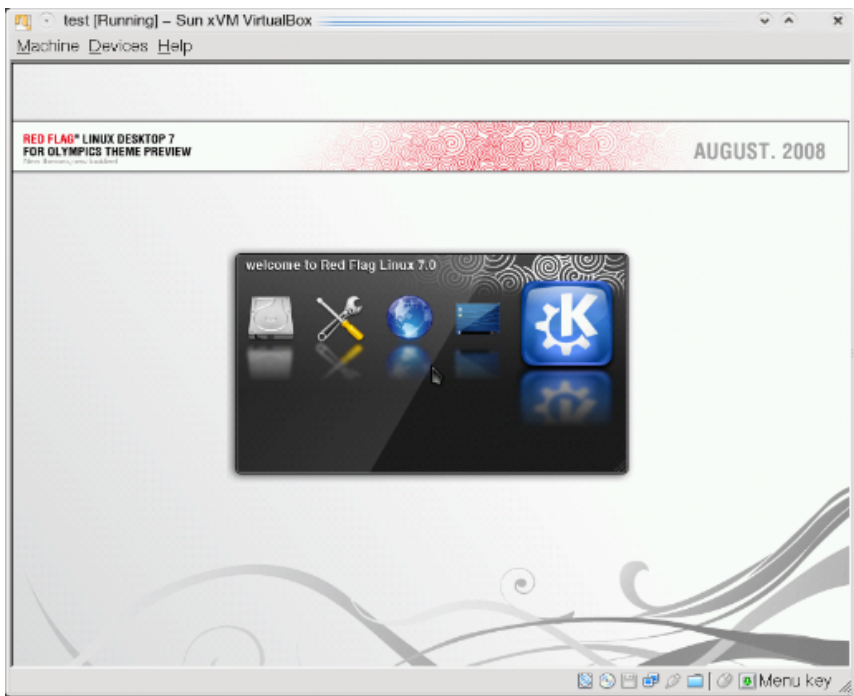 test [Running] – Sun xVM VirtualBox
Machine Devices Help
RED FLAG® LINUX DESKTOP 7
FOR OLYMPICS THEME PREVIEW
AUGUST. 2008
welcome to Red Flag Linux 7.0
Menu key